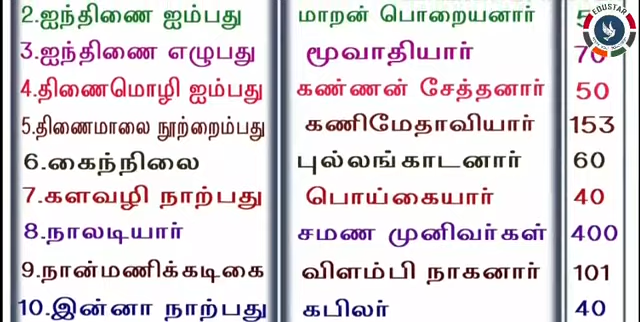 2.ஐந்திணை ஐம்பது மாறன் பொறையனார்
EDUSTAR
3.ஐந்திணை எழுபது மூவாதியார் 70
4.திணைமொழி ஐம்பது கண்ணன் சேத்தனார் 50
5.திணைமாலை நூற்றைம்பது கணிமேதாவியார் 153
6.கைந்நிலை புல்லங்காடனார் 60
7.களவழி நாற்பது பொய்கையார் 40
8.நாலடியார் சமண முனிவர்கள் 400
9.நான்மணிக்கடிகை விளம்பி நாகனார் 101
10.இன்னா நாற்பது கபிலர் 40